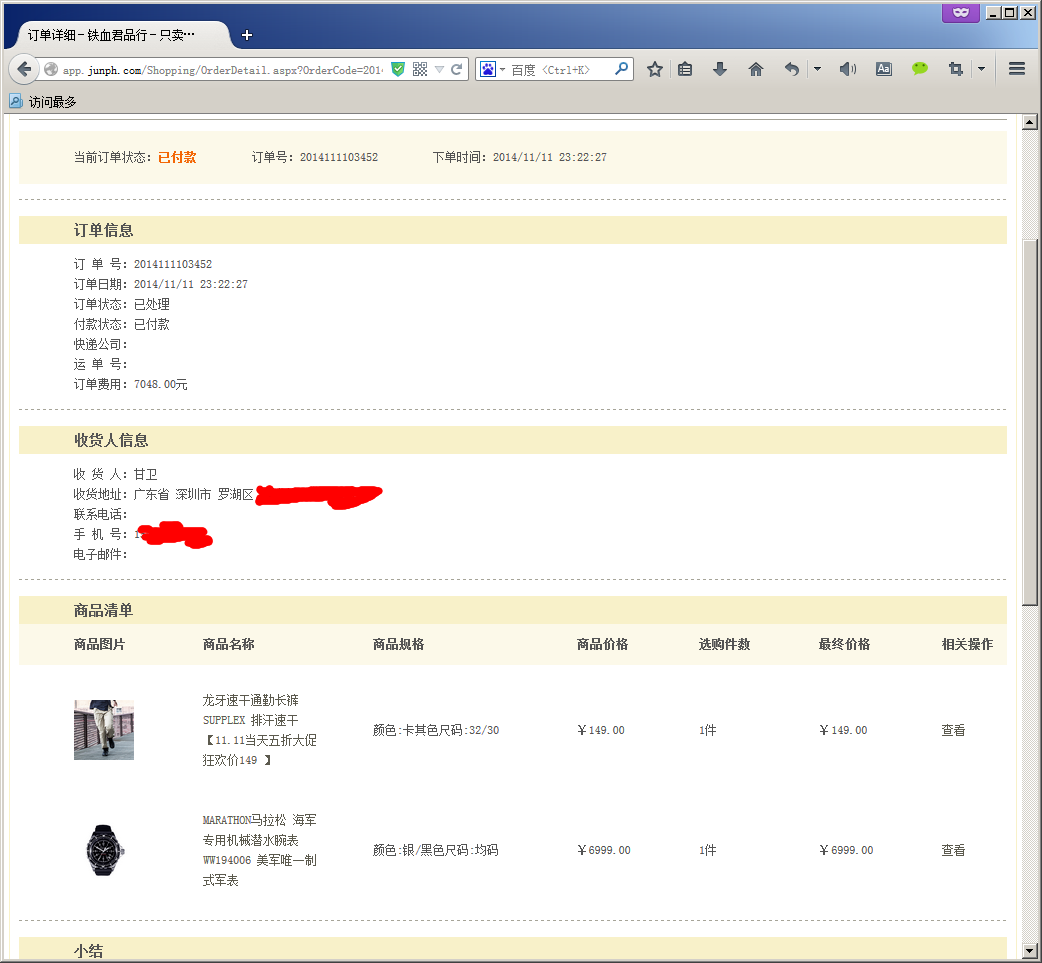 订单详细 - 铁血君品行 - 只卖…
app.junph.com/Shopping/OrderDetail.aspx?OrderCode=201
百度 <Ctrl+K>
Aa
访问最多
当前订单状态：已付款 订单号：2014111103452 下单时间：2014/11/11 23:22:27
订单信息
订 单 号：2014111103452
订单日期：2014/11/11 23:22:27
订单状态：已处理
付款状态：已付款
快递公司：
运 单 号：
订单费用：7048.00元
收货人信息
收 货 人：甘卫
收货地址：广东省 深圳市 罗湖区
联系电话：
手 机 号：1
电子邮件：
商品清单
商品图片 商品名称 商品规格 商品价格 选购件数 最终价格 相关操作
龙牙速干通勤长裤
SUPPLEX 排汗速干
【11.11当天五折大促
狂欢价149 】
颜色:卡其色尺码:32/30 ￥149.00 1件 ￥149.00 查看
MARATHON马拉松 海军
专用机械潜水腕表
WW194006 美军唯一制
式军表
颜色:银/黑色尺码:均码 ￥6999.00 1件 ￥6999.00 查看
小结